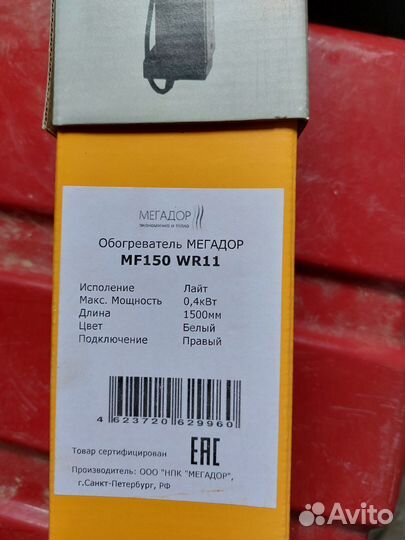 МЕГАДОР
экономично и тепло
Обогреватель МЕГАДОР
MF150 WR11
Исполение Лайт
Макс. Мощность 0,4кВт
Длина 1500мм
Цвет Белый
Подключение Правый
4 623720 629960
Товар сертифицирован
EAC
Производитель: ООО "НПК "МЕГАДОР",
г.Санкт-Петербург, РФ
Avito